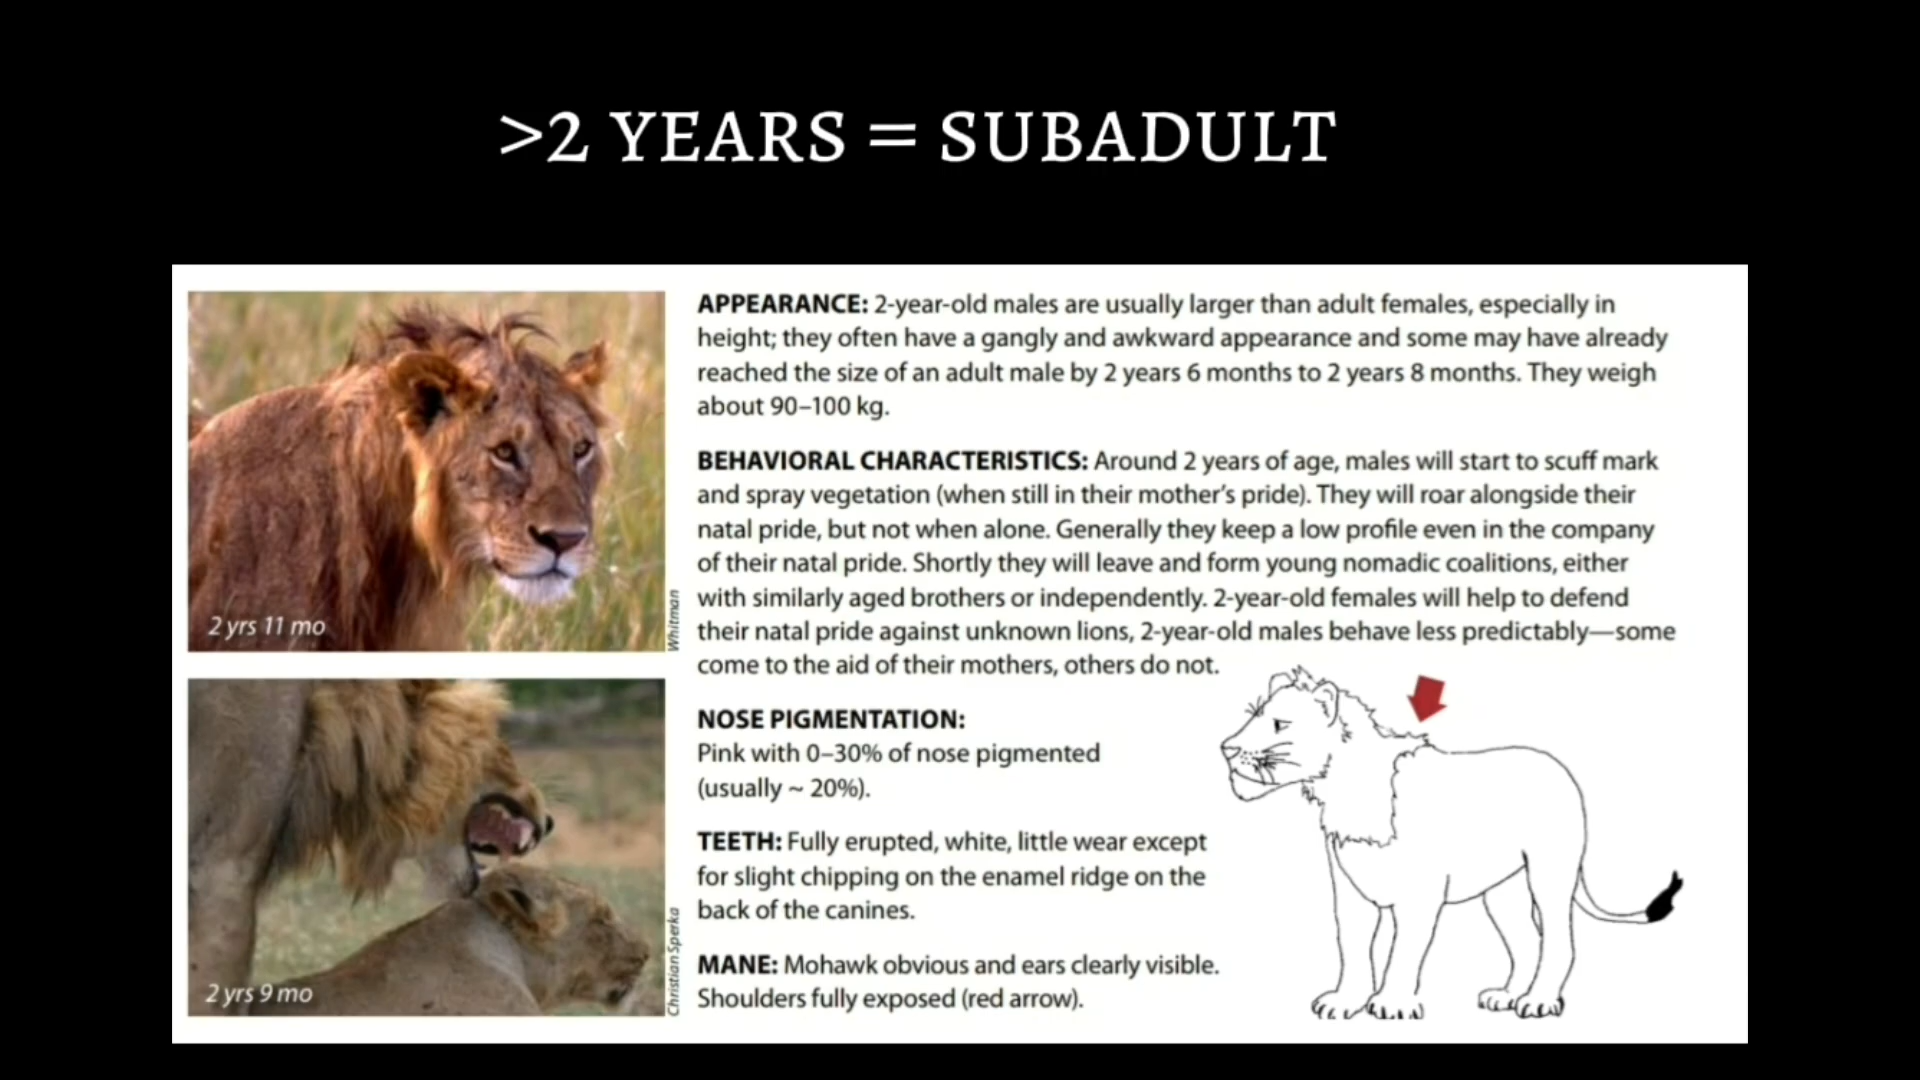 >2 YEARS = SUBADULT
2 yrs 11 mo
Whitman
2 yrs 9 mo
Christian Sperka
APPEARANCE: 2-year-old males are usually larger than adult females, especially in
height; they often have a gangly and awkward appearance and some may have already
reached the size of an adult male by 2 years 6 months to 2 years 8 months. They weigh
about 90–100 kg.
BEHAVIORAL CHARACTERISTICS: Around 2 years of age, males will start to scuff mark
and spray vegetation (when still in their mother's pride). They will roar alongside their
natal pride, but not when alone. Generally they keep a low profile even in the company
of their natal pride. Shortly they will leave and form young nomadic coalitions, either
with similarly aged brothers or independently. 2-year-old females will help to defend
their natal pride against unknown lions, 2-year-old males behave less predictably—some
come to the aid of their mothers, others do not.
NOSE PIGMENTATION:
Pink with 0–30% of nose pigmented
(usually ~ 20%).
TEETH: Fully erupted, white, little wear except
for slight chipping on the enamel ridge on the
back of the canines.
MANE: Mohawk obvious and ears clearly visible.
Shoulders fully exposed (red arrow).